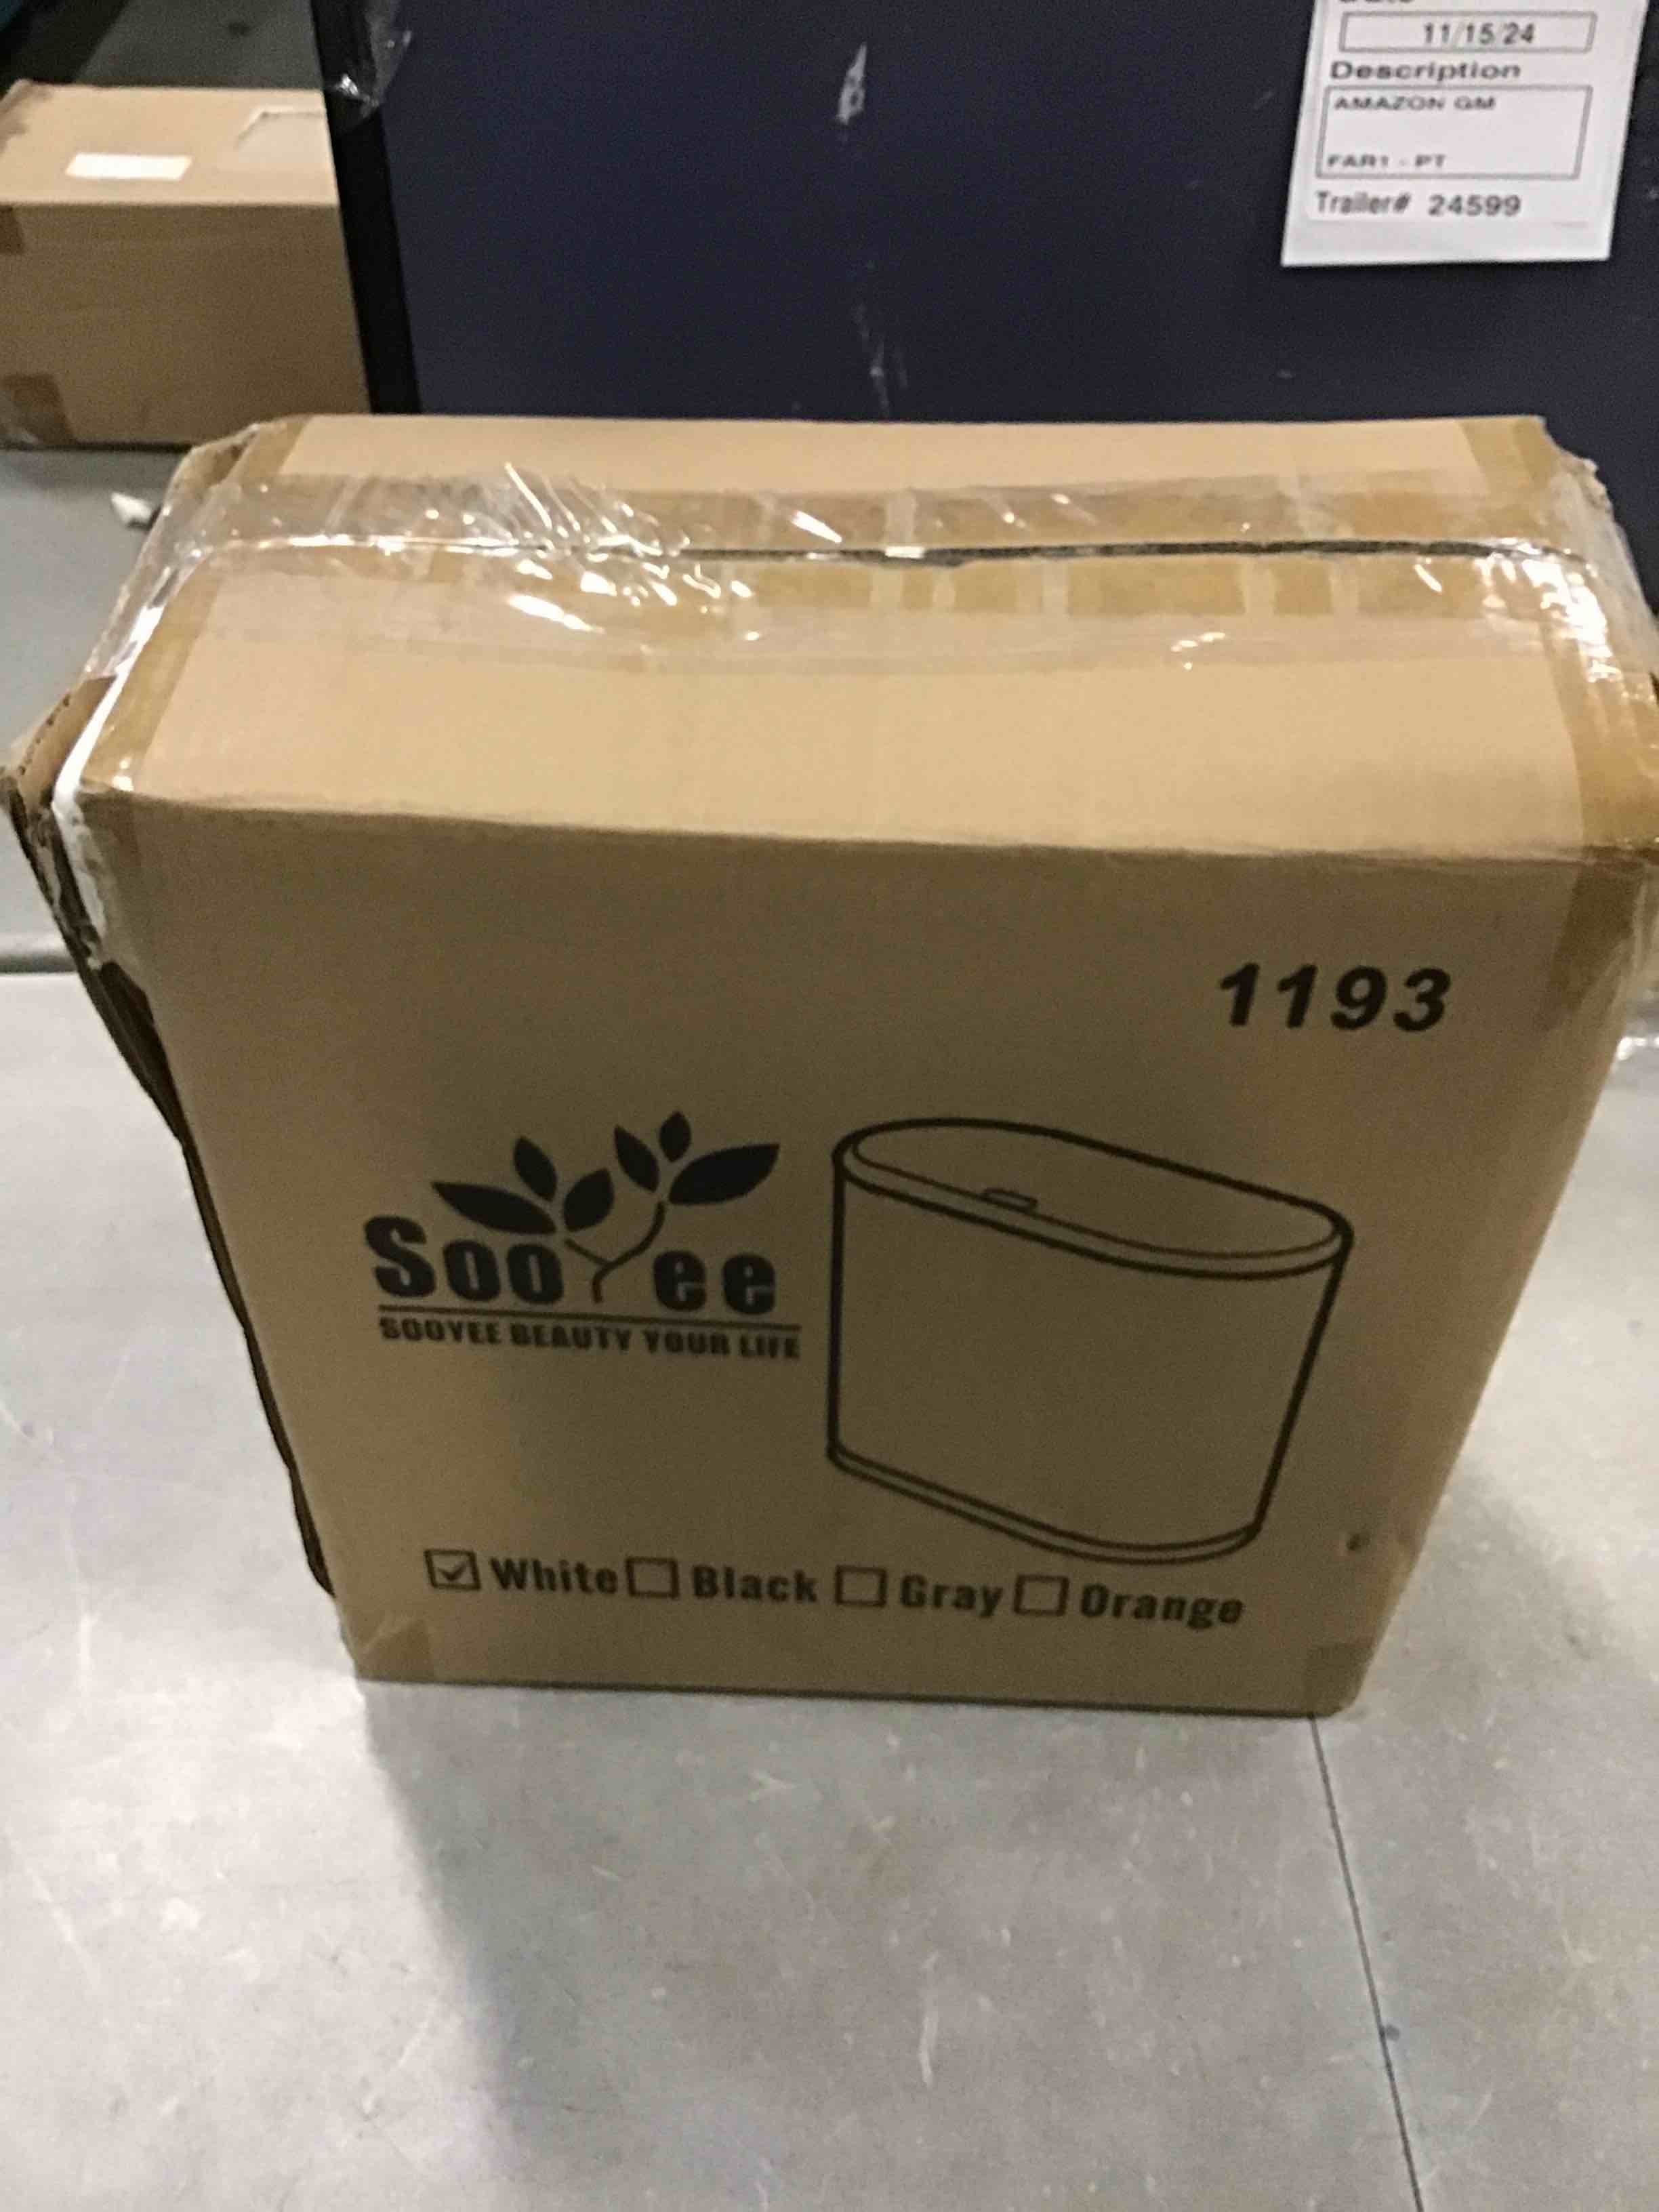 11/15/24
Description
AMAZON GM
FAR1 - PT
Trailer# 24599
1193
SooYee
SOOYEE BEAUTY YOUR LIFE
☑ White ☐ Black ☐ Gray ☐ Orange